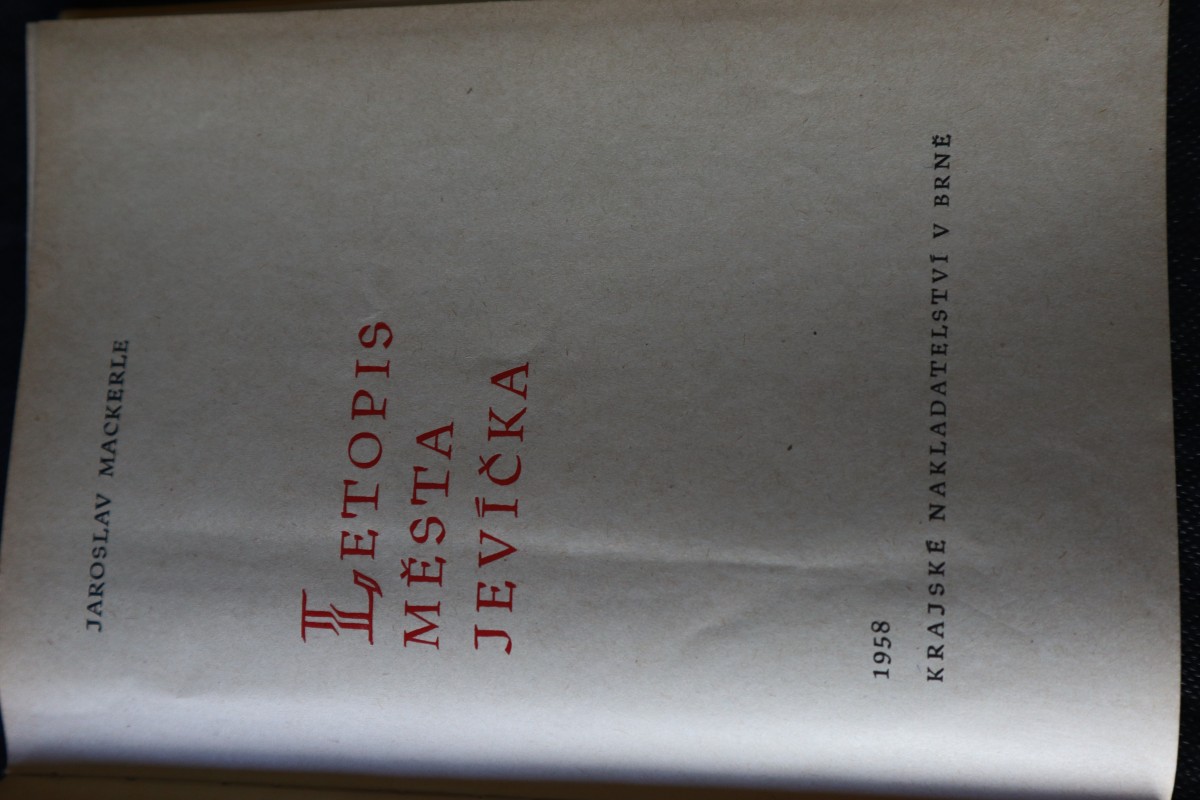 JAROSLAV MACKERLE
LETOPIS
MĚSTA
JEVÍČKA
1958
KRAJSKÉ NAKLADATELSTVÍ V BRNĚ